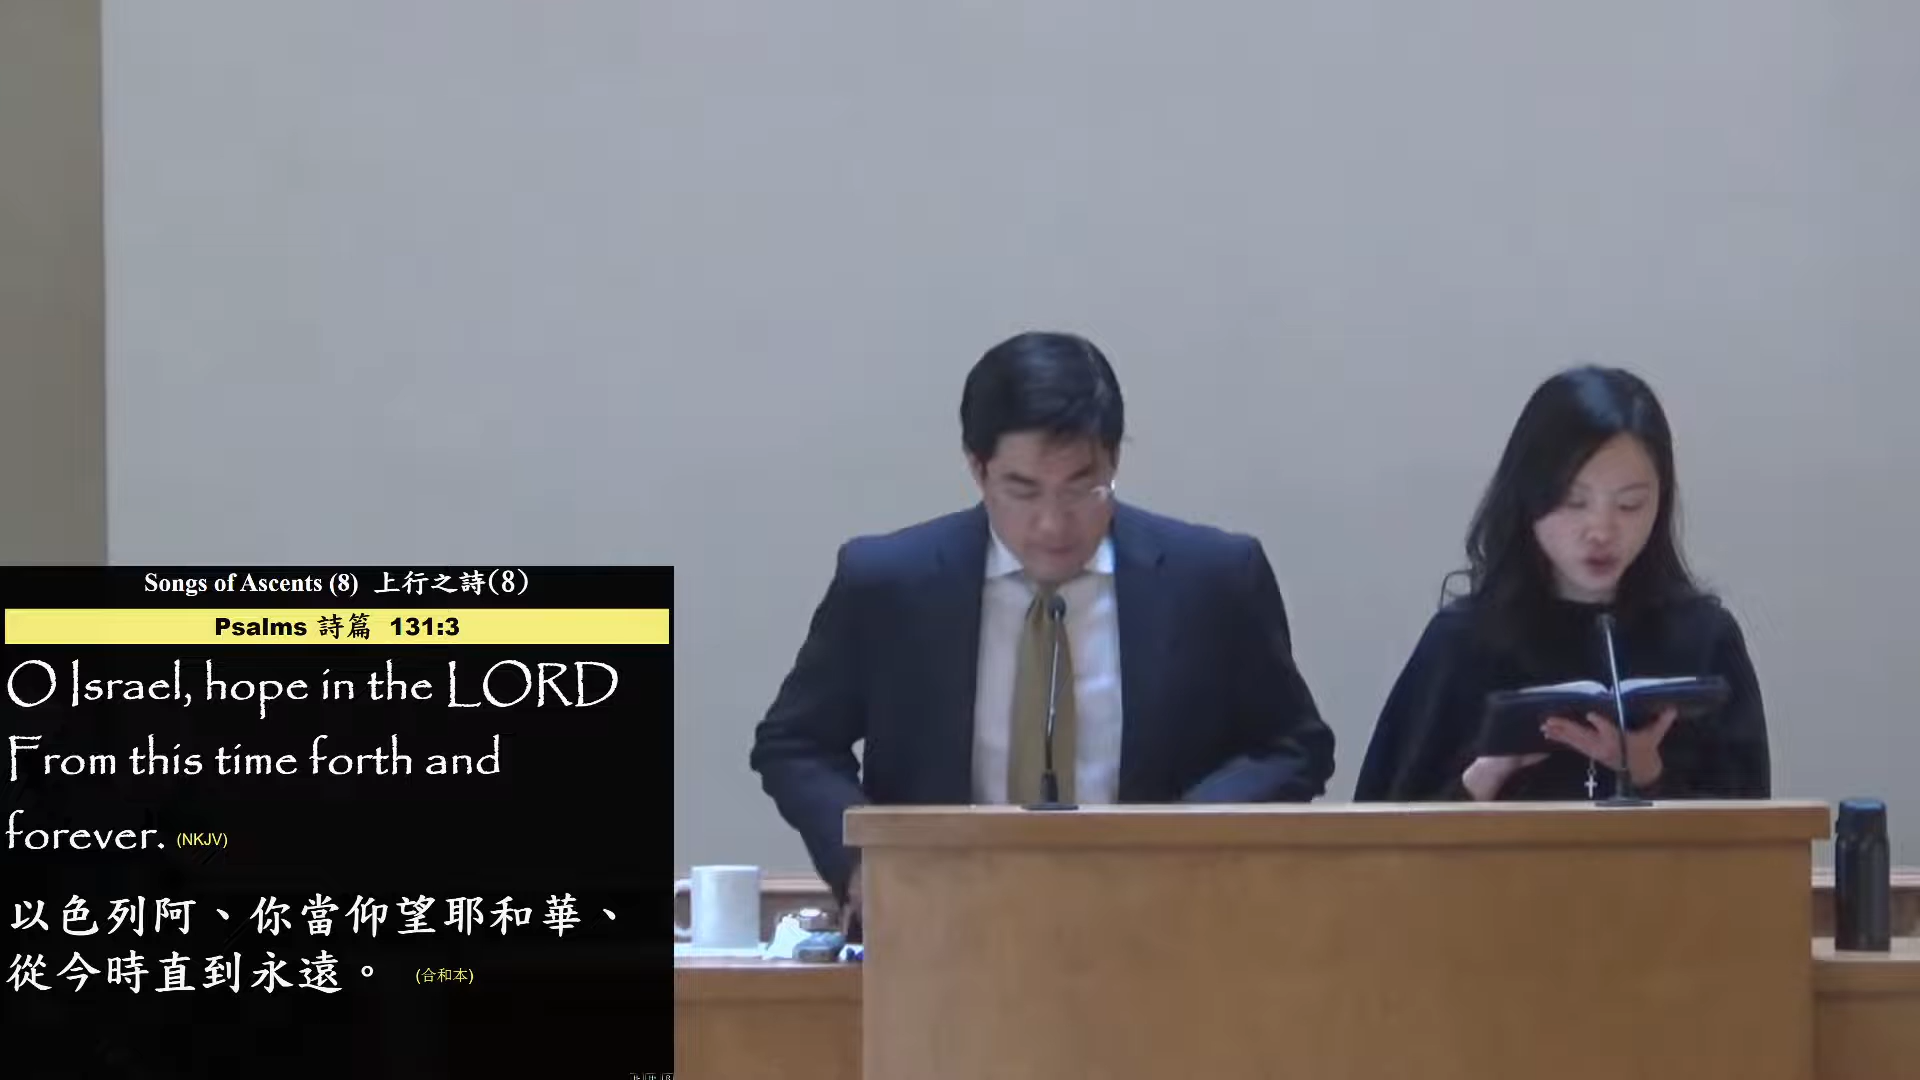 Songs of Ascents (8) 上行之詩(8)
Psalms 詩篇 131:3
O Israel, hope in the LORD
From this time forth and
forever. (NKJV)
以色列阿、你當仰望耶和華、
從今時直到永遠。 (合和本)